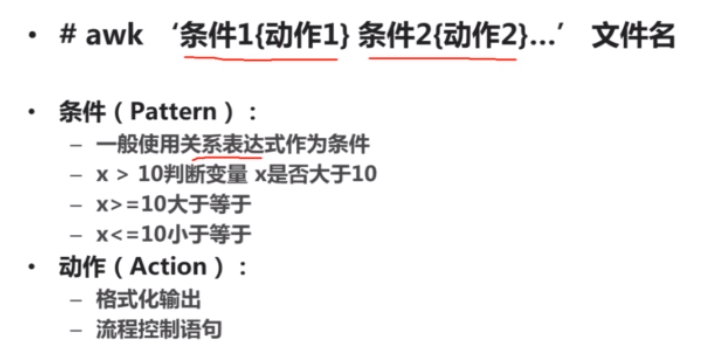 • # awk ‘条件1{动作1} 条件2{动作2}…’ 文件名
• 条件（Pattern）：
– 一般使用关系表达式作为条件
– x > 10判断变量 x是否大于10
– x>=10大于等于
– x<=10小于等于
• 动作（Action）：
– 格式化输出
– 流程控制语句